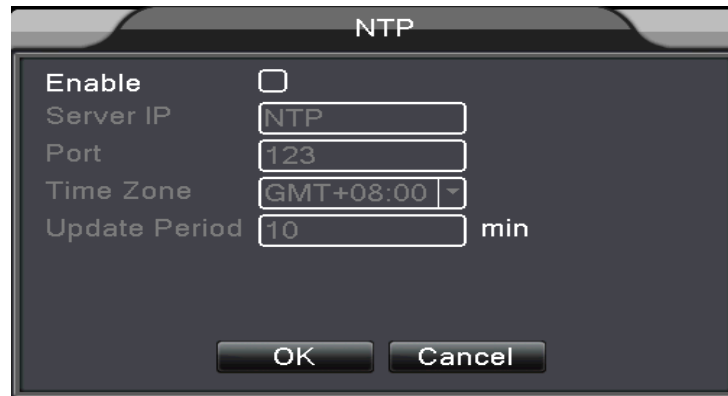 NTP
Enable
Server IP NTP
Port 123
Time Zone GMT+08:00
Update Period 10 min
OK Cancel